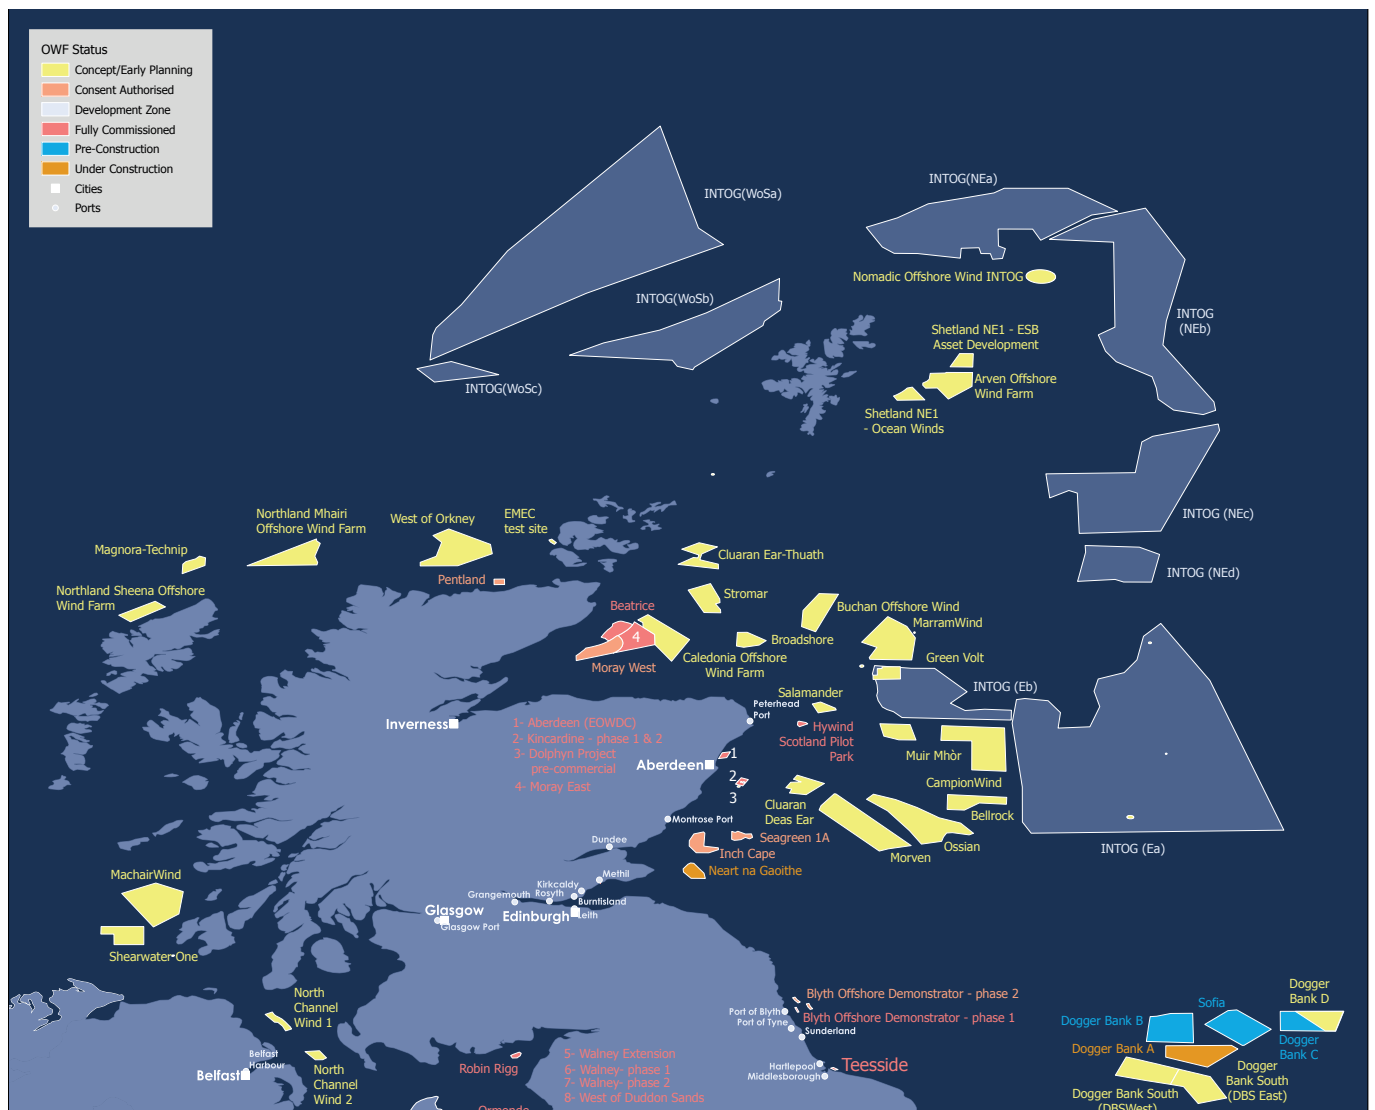 OWF Status
Concept/Early Planning
Consent Authorised
Development Zone
Fully Commissioned
Pre-Construction
Under Construction
Cities
Ports
INTOG(WoSa)
INTOG(NEa)
Nomadic Offshore Wind INTOG
INTOG(WoSb)
INTOG
(NEb)
Shetland NE1 - ESB
Asset Development
INTOG(WoSc)
Arven Offshore
Wind Farm
Shetland NE1
- Ocean Winds
INTOG (NEc)
Northland Mhairi
Offshore Wind Farm
West of Orkney
EMEC
test site
Magnora-Technip
Cluaran Ear-Thuath
INTOG (NEd)
Pentland
Northland Sheena Offshore
Wind Farm
Stromar
Beatrice
4
Buchan Offshore Wind
MarramWind
Broadshore
Caledonia Offshore
Wind Farm
Green Volt
Moray West
INTOG (Eb)
Salamander
Peterhead
Port
Inverness
1- Aberdeen (EOWDC)
2- Kincardine - phase 1 & 2
3- Dolphyn Project
pre-commercial
4- Moray East
Hywind
Scotland Pilot
Park
Aberdeen
1
2
3
Muir Mhòr
CampionWind
Cluaran
Deas Ear
Bellrock
Montrose Port
Seagreen 1A
Inch Cape
Ossian
Morven
INTOG (Ea)
Dundee
Neart na Gaoithe
MachairWind
Methil
Kirkcaldy
Rosyth
Grangemouth
Burntisland
Glasgow
Glasgow Port
Edinburgh
Leith
Shearwater One
North
Channel
Wind 1
Blyth Offshore Demonstrator - phase 2
Blyth Offshore Demonstrator - phase 1
Port of Blyth
Port of Tyne
Sunderland
Dogger
Bank D
Sofia
Dogger Bank B
Dogger Bank A
Dogger
Bank C
Belfast
Harbour
Belfast
North
Channel
Wind 2
Robin Rigg
5- Walney Extension
6- Walney- phase 1
7- Walney- phase 2
8- West of Duddon Sands
Hartlepool
Middlesborough
Teesside
Dogger
Bank South
(DBS East)
Dogger Bank South
(DBSWest)
Ormonde